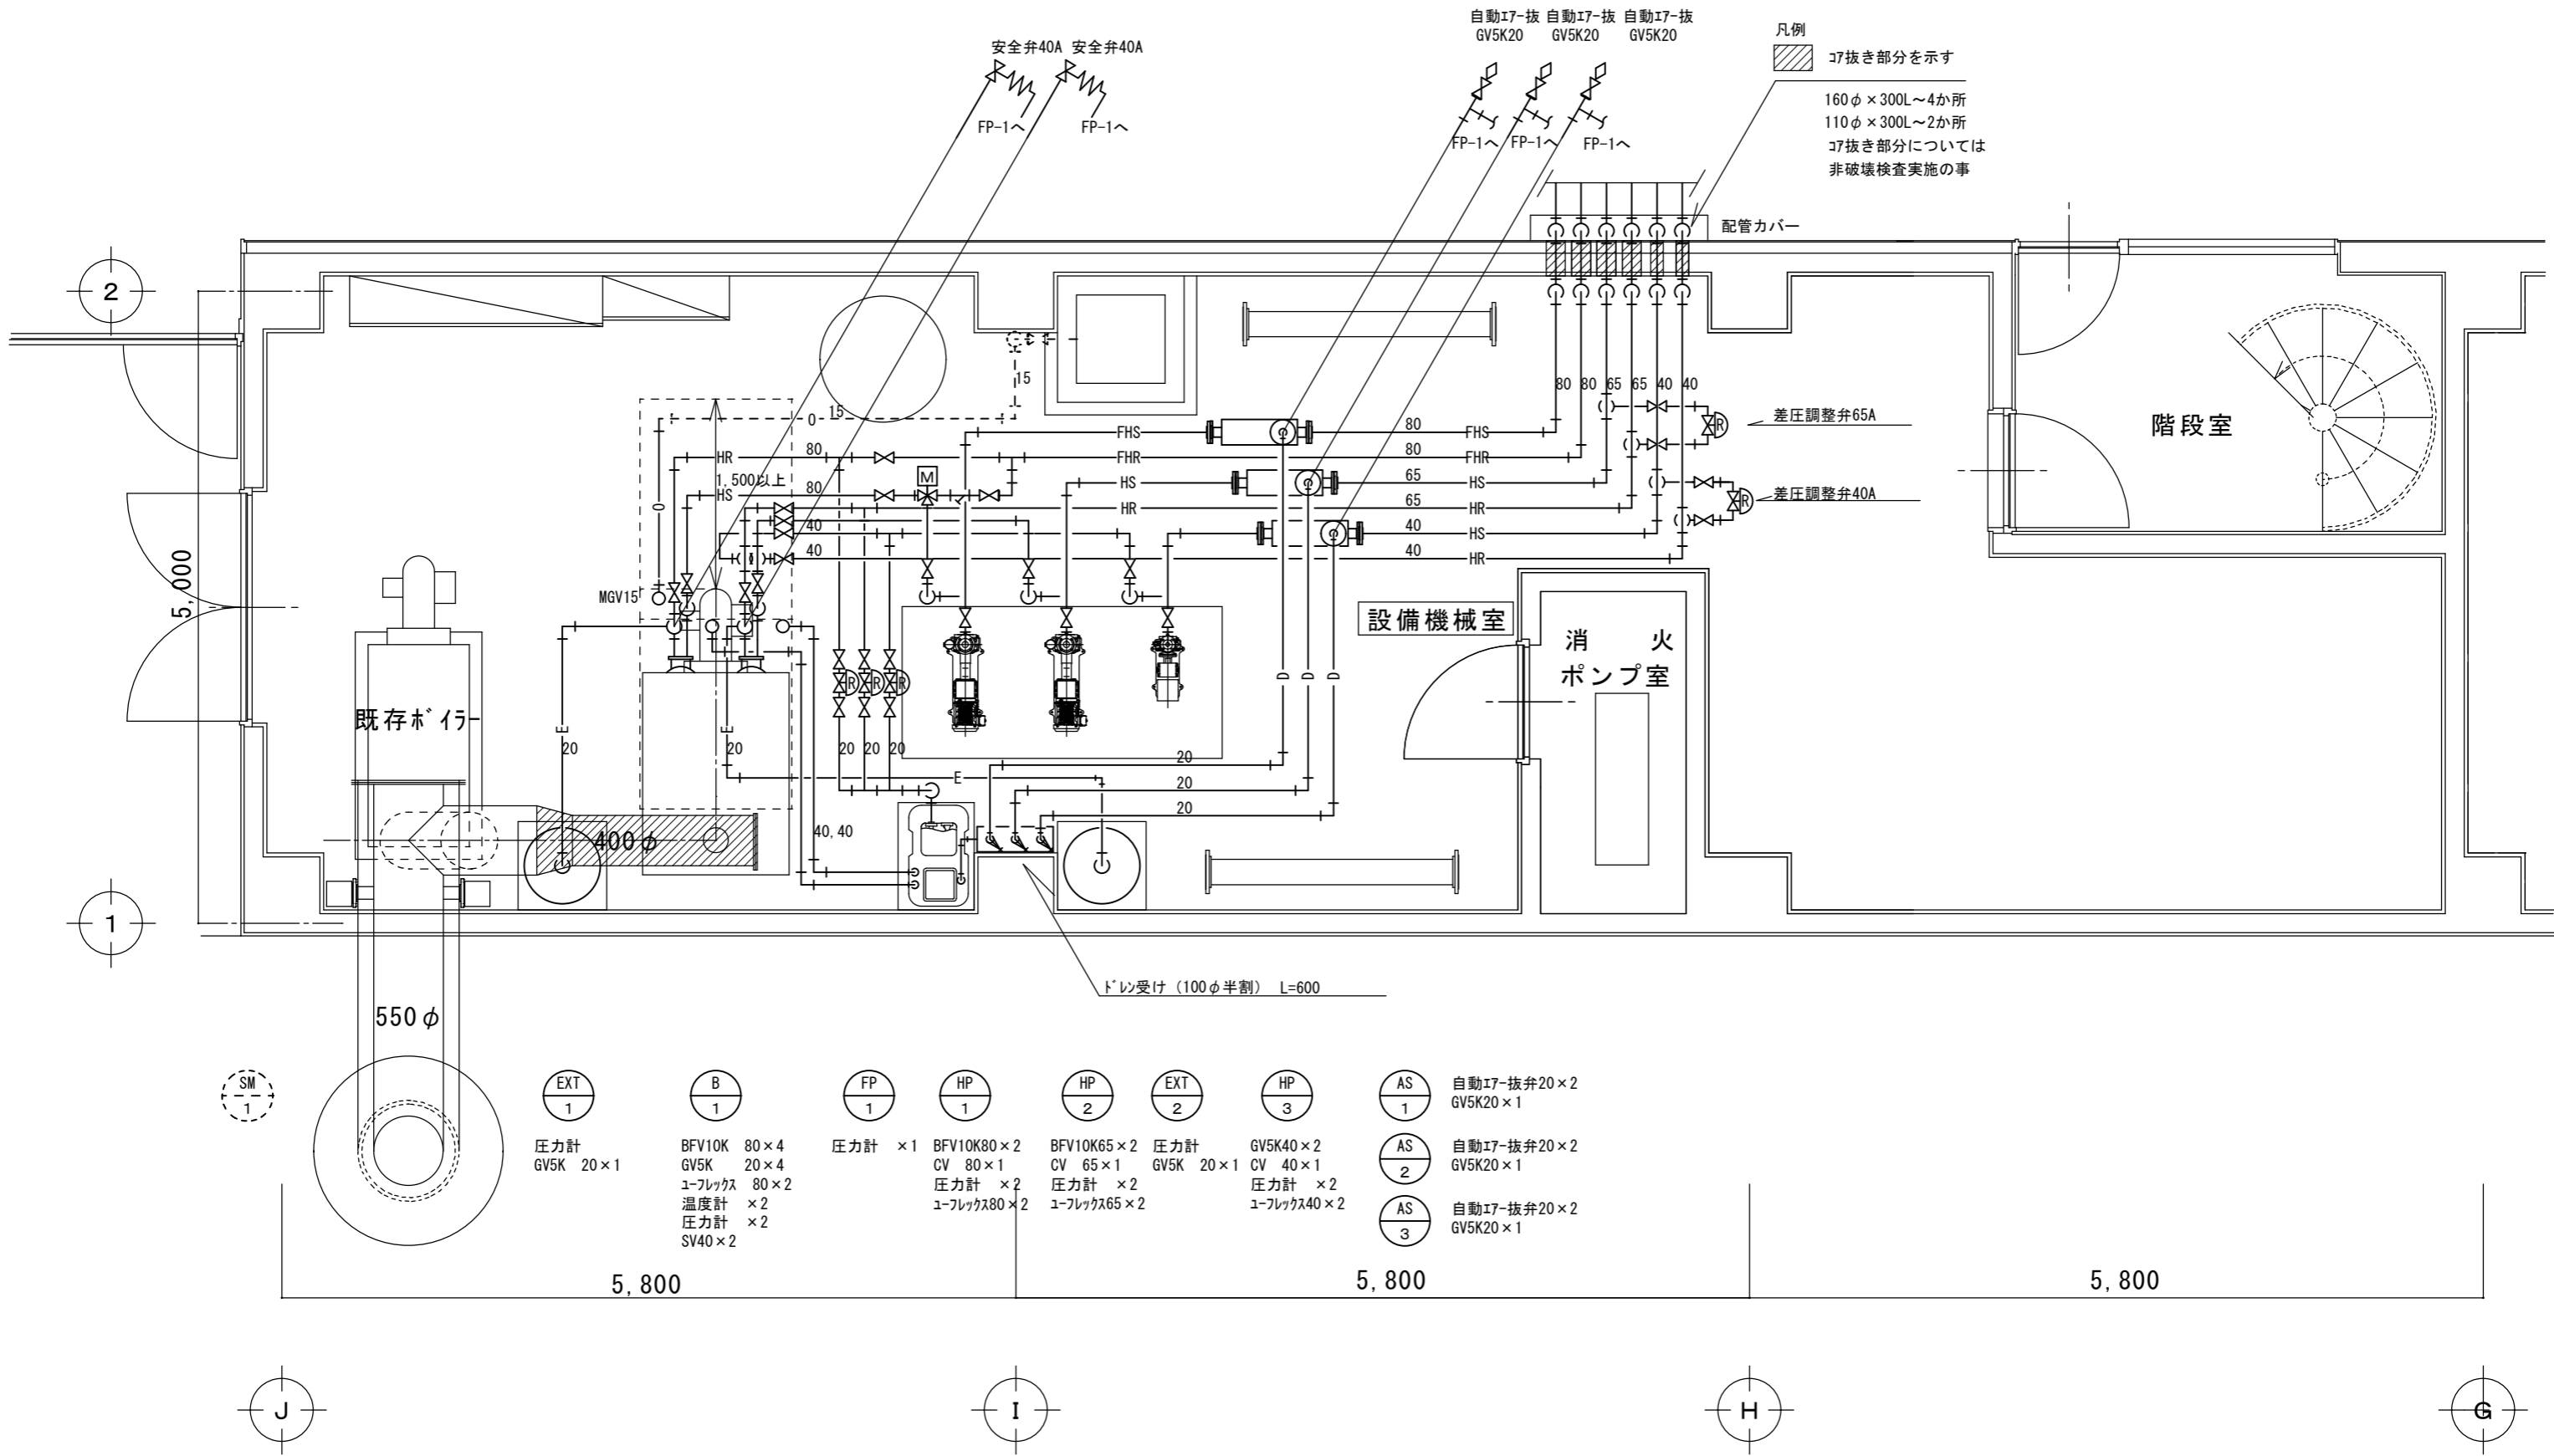 自動ｴｱｰ抜 自動ｴｱｰ抜 自動ｴｱｰ抜
GV5K20 GV5K20 GV5K20
安全弁40A 安全弁40A
FP-1へ FP-1へ
FP-1へ FP-1へ FP-1へ
凡例
ｺｱ抜き部分を示す
160φ×300L～4か所
110φ×300L～2か所
ｺｱ抜き部分については
非破壊検査実施の事
配管カバー
2
15
80 80 65 65 40 40
O 15
差圧調整弁65A
階段室
FHS 80 FHS
HR 80 FHR 80 FHR
1,500以上
M
HS 80 HS 65 HS
R
HR 65 HR
差圧調整弁40A
R
O
40 40 HS
40 40 HR
5,000
MGV15
設備機械室
消 火
ポンプ室
R R R
D D D
既存ﾎﾞｲﾗｰ
E E
20 20 20 20 20
20
E
20
20
40,40
400φ
1
ﾄﾞﾚﾝ受け（100φ半割） L=600
550φ
SM
1
EXT
1
圧力計
GV5K 20×1
B
1
BFV10K 80×4
GV5K 20×4
ﾕｰﾌﾚｯｸｽ 80×2
温度計 ×2
圧力計 ×2
SV40×2
FP
1
圧力計 ×1
HP
1
BFV10K80×2
CV 80×1
圧力計 ×2
ﾕｰﾌﾚｯｸｽ80×2
HP
2
BFV10K65×2
CV 65×1
圧力計 ×2
ﾕｰﾌﾚｯｸｽ65×2
EXT
2
圧力計
GV5K 20×1
HP
3
GV5K40×2
CV 40×1
圧力計 ×2
ﾕｰﾌﾚｯｸｽ40×2
AS
1
自動ｴｱｰ抜弁20×2
GV5K20×1
AS
2
自動ｴｱｰ抜弁20×2
GV5K20×1
AS
3
自動ｴｱｰ抜弁20×2
GV5K20×1
5,800 5,800 5,800
J I H G